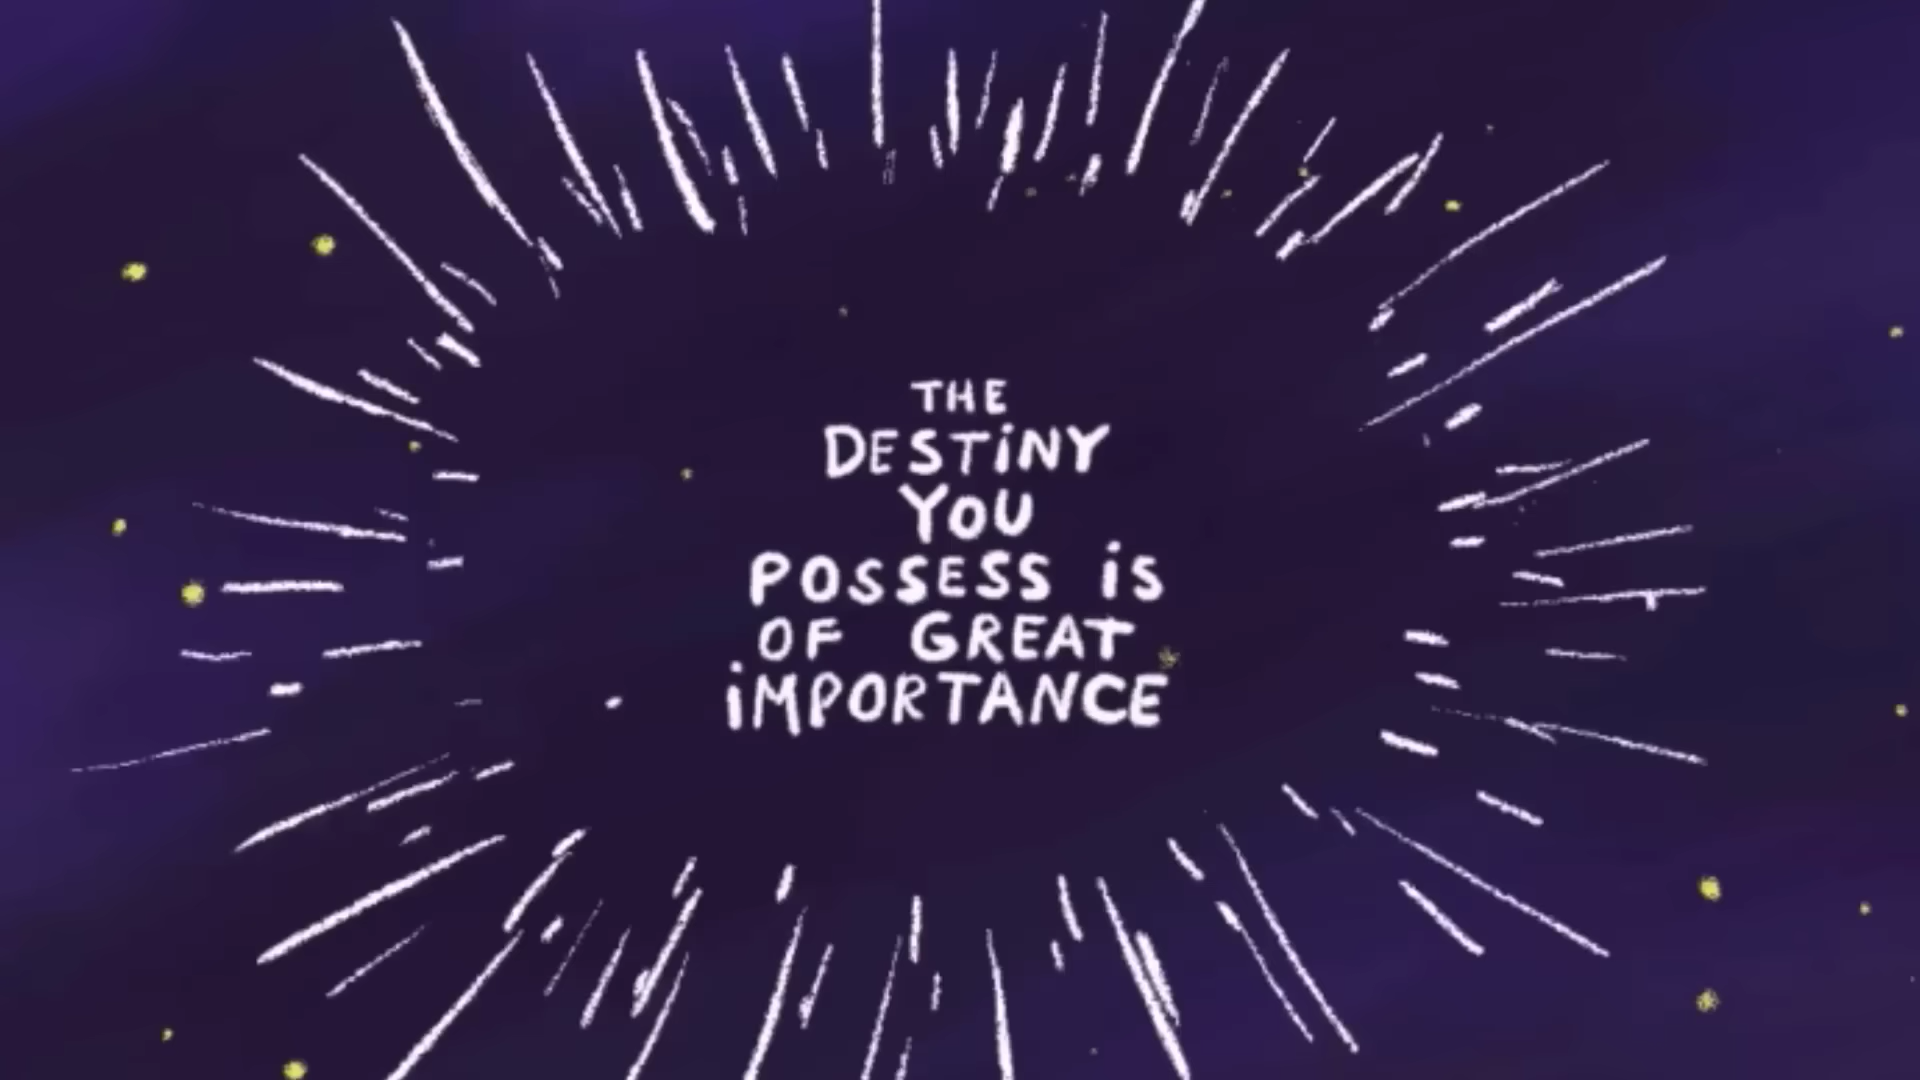 THE
DESTiNY
YOU
POSSESS iS
OF GREAT
iMPORTANCE